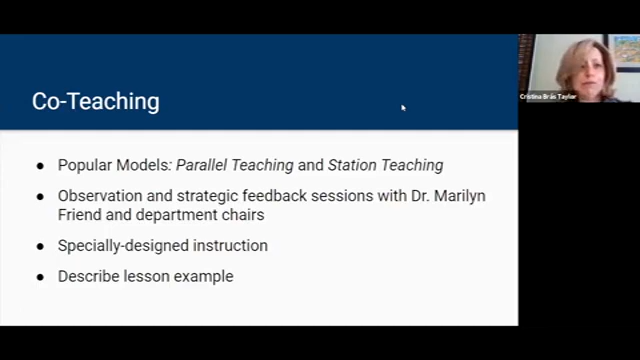 Co-Teaching
Cristina Brás Taylor
● Popular Models: Parallel Teaching and Station Teaching
● Observation and strategic feedback sessions with Dr. Marilyn
Friend and department chairs
● Specially-designed instruction
● Describe lesson example